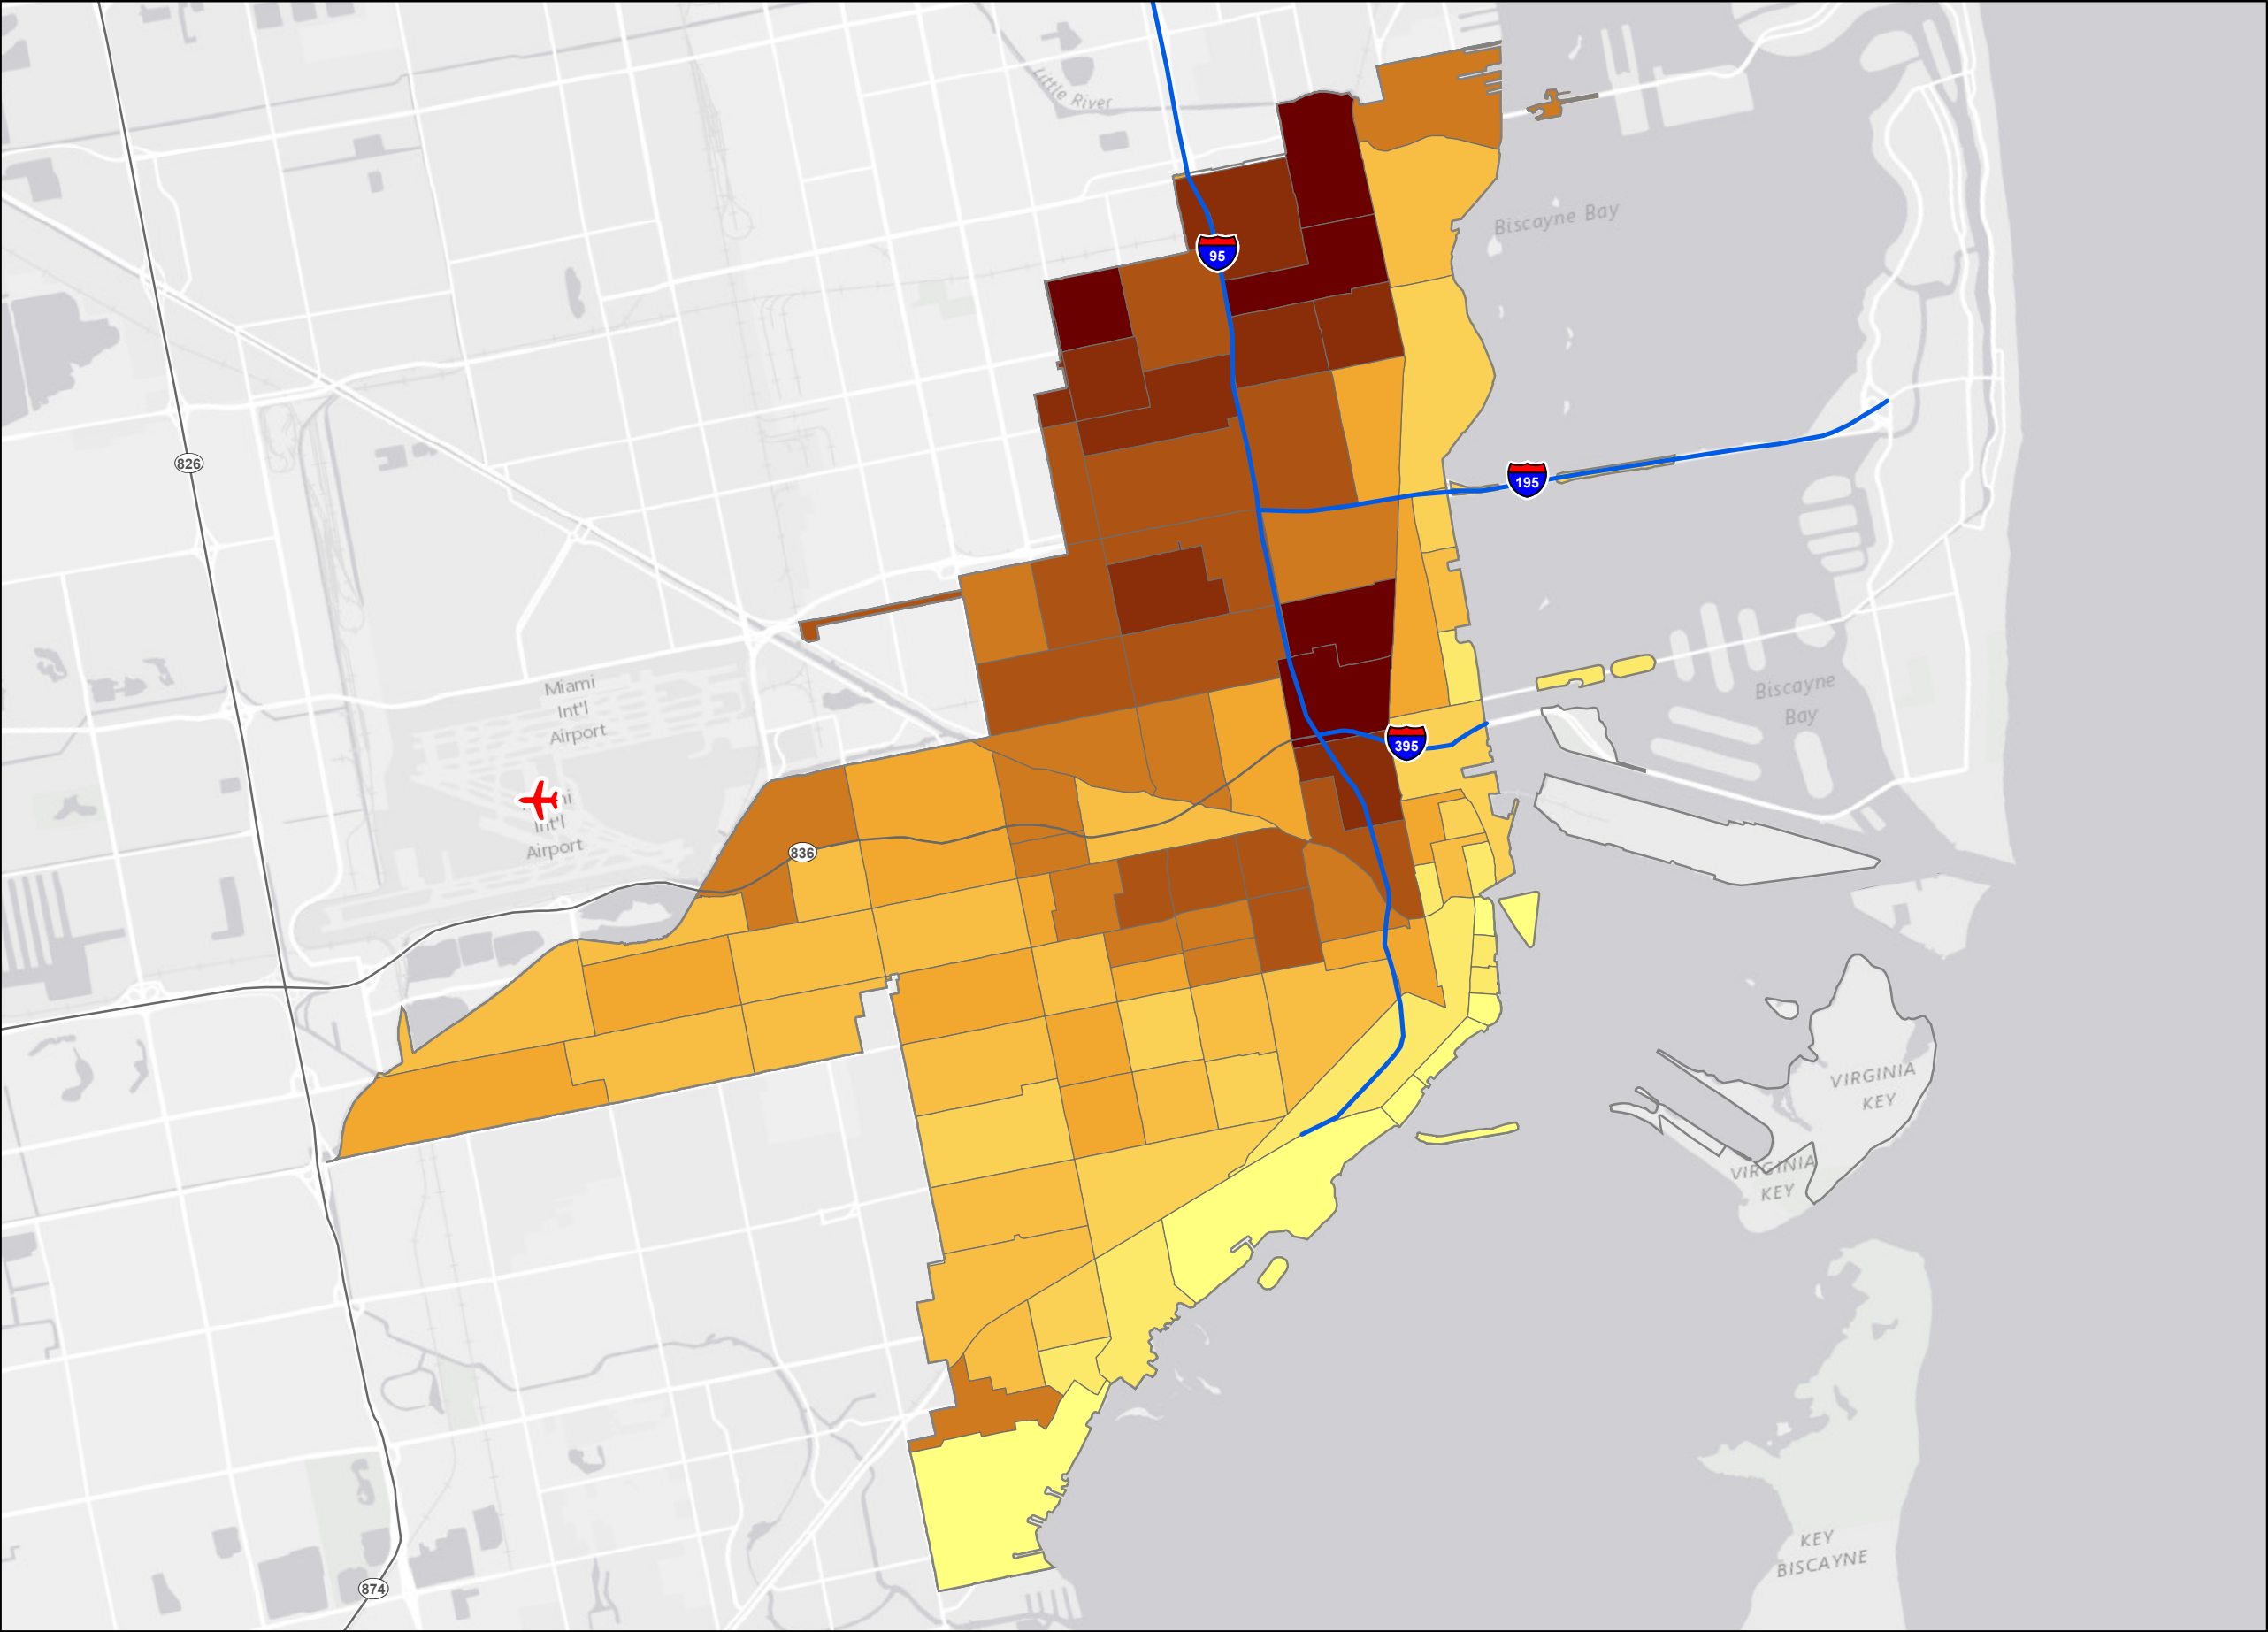 Little River
Biscayne Bay
95
826
195
Miami
Int'l
Airport
Biscayne
Bay
395
Int'l
Airport
836
VIRGINIA
KEY
VIRGINIA
KEY
KEY
BISCAYNE
874